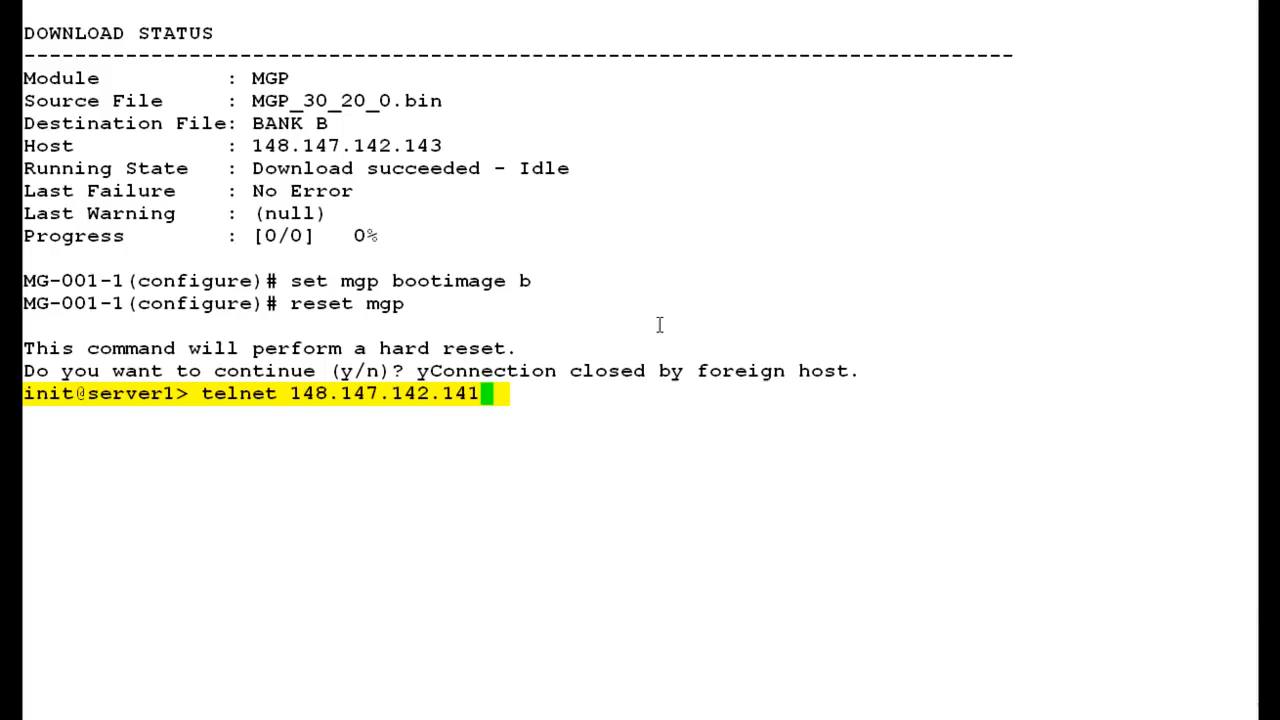 DOWNLOAD STATUS
------------------------------------------------------------------------------
Module          : MGP
Source File     : MGP_30_20_0.bin
Destination File: BANK B
Host            : 148.147.142.143
Running State   : Download succeeded - Idle
Last Failure    : No Error
Last Warning    : (null)
Progress        : [0/0]   0%
MG-001-1(configure)# set mgp bootimage b
MG-001-1(configure)# reset mgp
This command will perform a hard reset.
Do you want to continue (y/n)? yConnection closed by foreign host.
init@server1> telnet 148.147.142.141